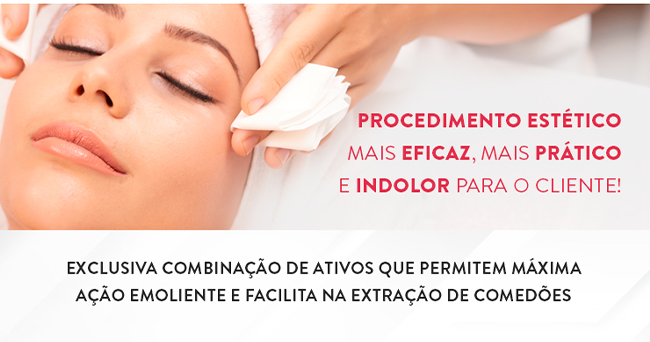 PROCEDIMENTO ESTÉTICO
MAIS EFICAZ, MAIS PRÁTICO
E INDOLOR PARA O CLIENTE!
EXCLUSIVA COMBINAÇÃO DE ATIVOS QUE PERMITEM MÁXIMA
AÇÃO EMOLIENTE E FACILITA NA EXTRAÇÃO DE COMEDÕES